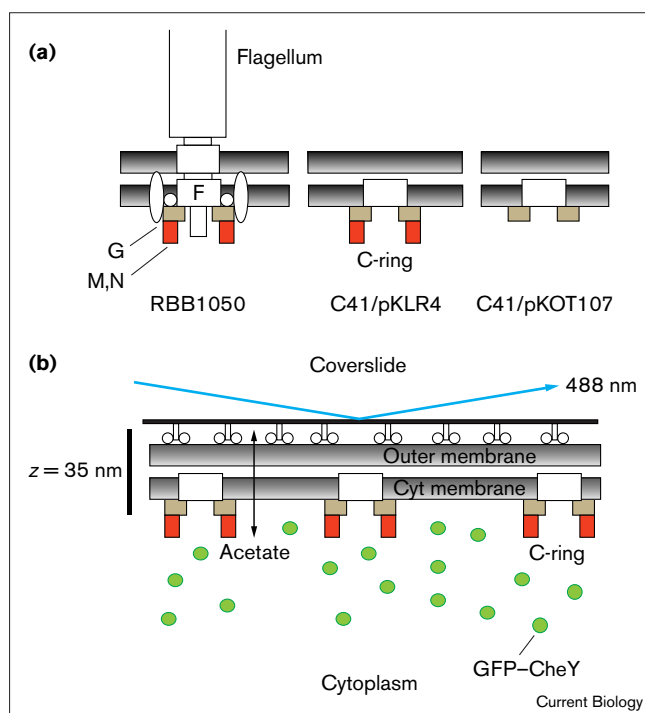 (a)
Flagellum
F
G
M,N
C-ring
RBB1050
C41/pKLR4
C41/pKOT107
(b)
Coverslide
488 nm
Outer membrane
z = 35 nm
Cyt membrane
Acetate
C-ring
GFP–CheY
Cytoplasm
Current Biology